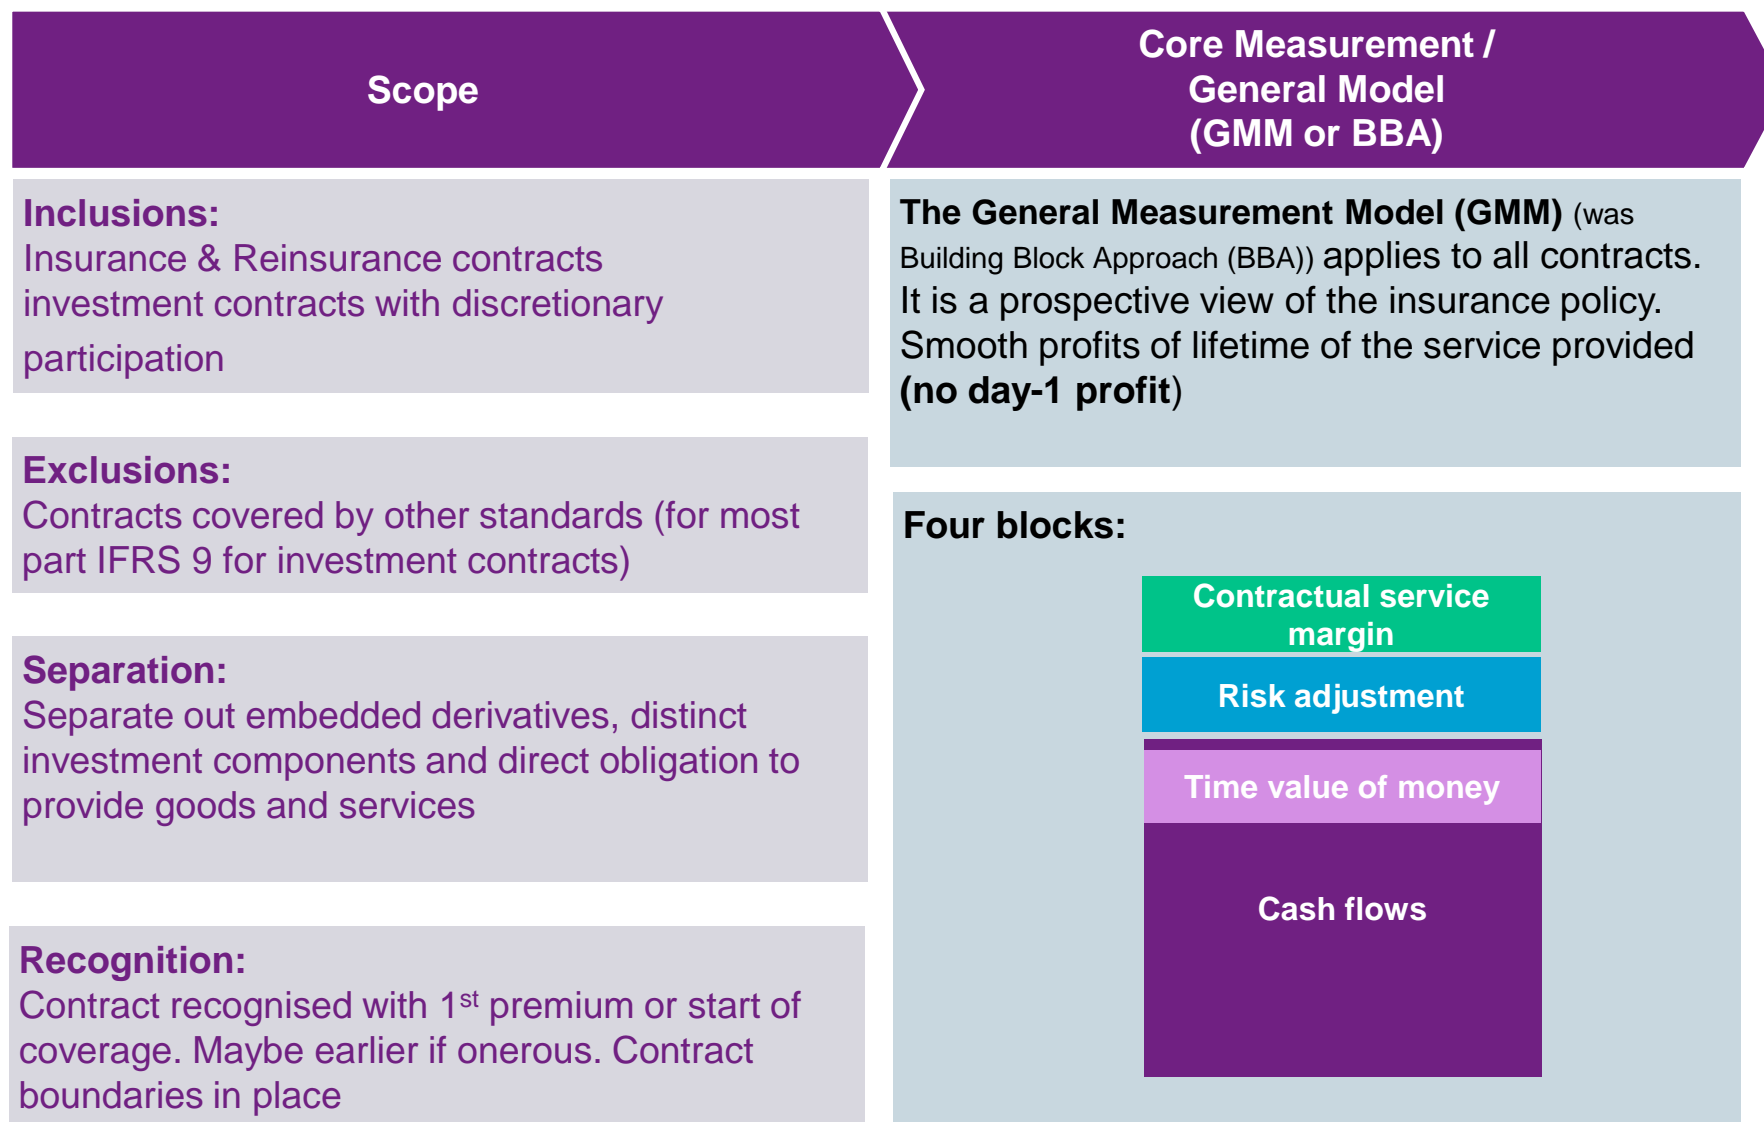 Scope
Core Measurement /
General Model
(GMM or BBA)
Inclusions:
Insurance & Reinsurance contracts
investment contracts with discretionary
participation
Exclusions:
Contracts covered by other standards (for most
part IFRS 9 for investment contracts)
Separation:
Separate out embedded derivatives, distinct
investment components and direct obligation to
provide goods and services
Recognition:
Contract recognised with 1st premium or start of
coverage. Maybe earlier if onerous. Contract
boundaries in place
The General Measurement Model (GMM) (was
Building Block Approach (BBA)) applies to all contracts.
It is a prospective view of the insurance policy.
Smooth profits of lifetime of the service provided
(no day-1 profit)
Four blocks:
Contractual service
margin
Risk adjustment
Time value of money
Cash flows